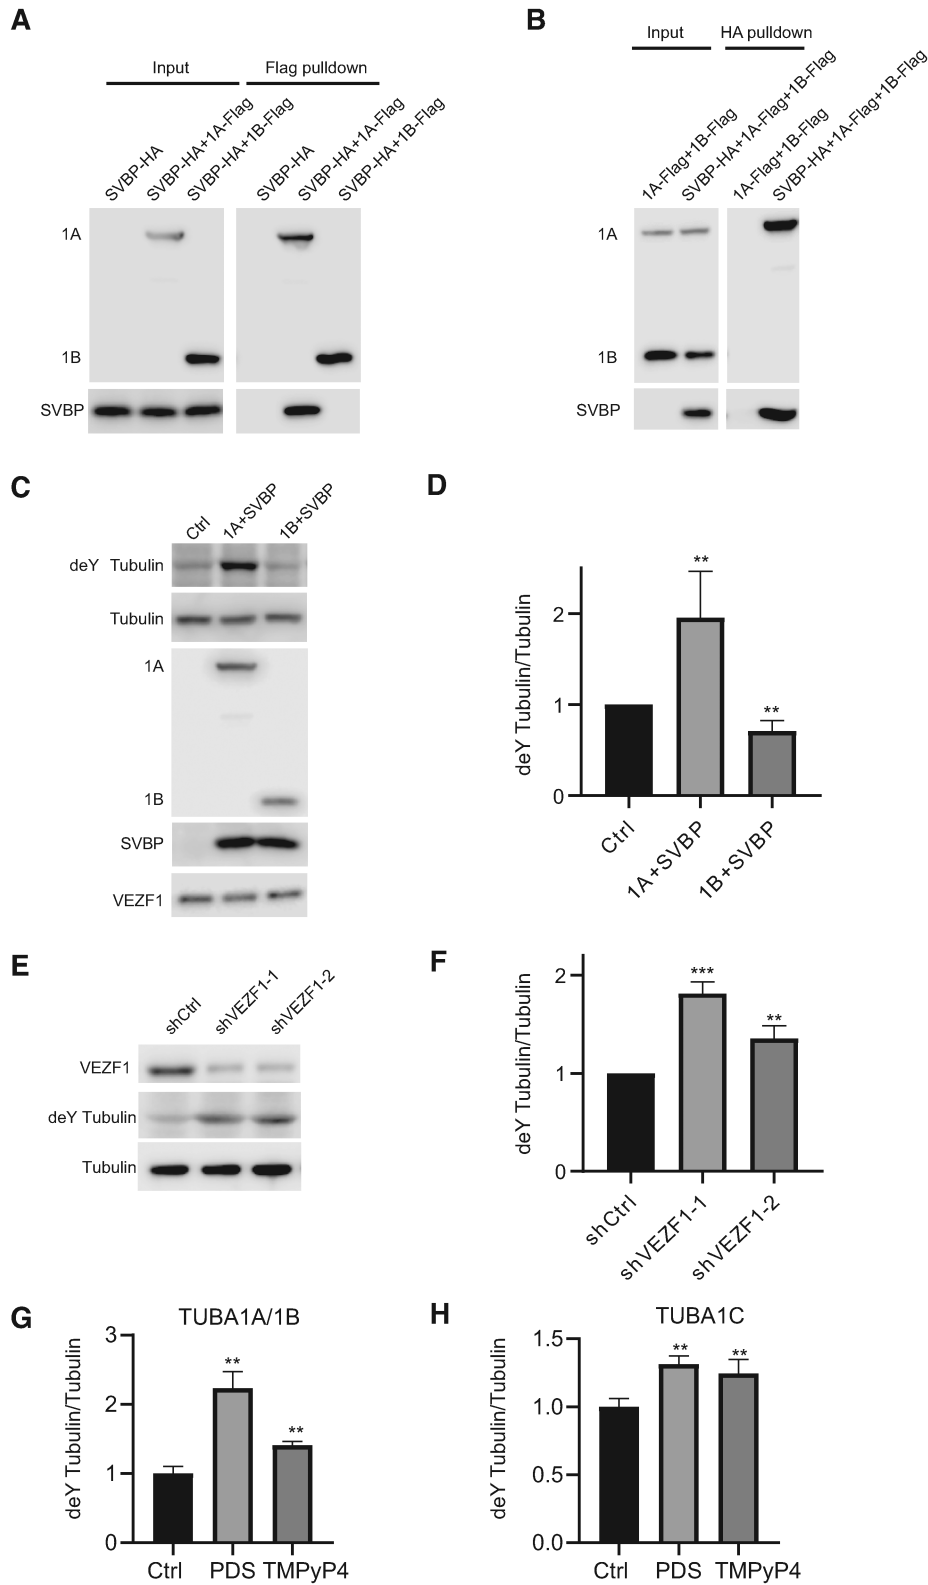 A
Input
Flag pulldown
SVBP-HA
SVBP-HA+1A-Flag
SVBP-HA+1B-Flag
SVBP-HA
SVBP-HA+1A-Flag
SVBP-HA+1B-Flag
1A
1B
SVBP
B
Input
HA pulldown
1A-Flag+1B-Flag
SVBP-HA+1A-Flag+1B-Flag
1A-Flag+1B-Flag
SVBP-HA+1A-Flag+1B-Flag
1A
1B
SVBP
C
Ctrl
1A+SVBP
1B+SVBP
deY Tubulin
Tubulin
1A
1B
SVBP
VEZF1
D
deY Tubulin/Tubulin
2
1
0
**
**
Ctrl
1A+SVBP
1B+SVBP
E
shCtrl
shVEZF1-1
shVEZF1-2
VEZF1
deY Tubulin
Tubulin
F
deY Tubulin/Tubulin
2
1
0
***
**
shCtrl
shVEZF1-1
shVEZF1-2
G
TUBA1A/1B
deY Tubulin/Tubulin
3
2
1
0
**
**
Ctrl
PDS
TMPyP4
H
TUBA1C
deY Tubulin/Tubulin
1.5
1.0
0.5
0.0
**
**
Ctrl
PDS
TMPyP4